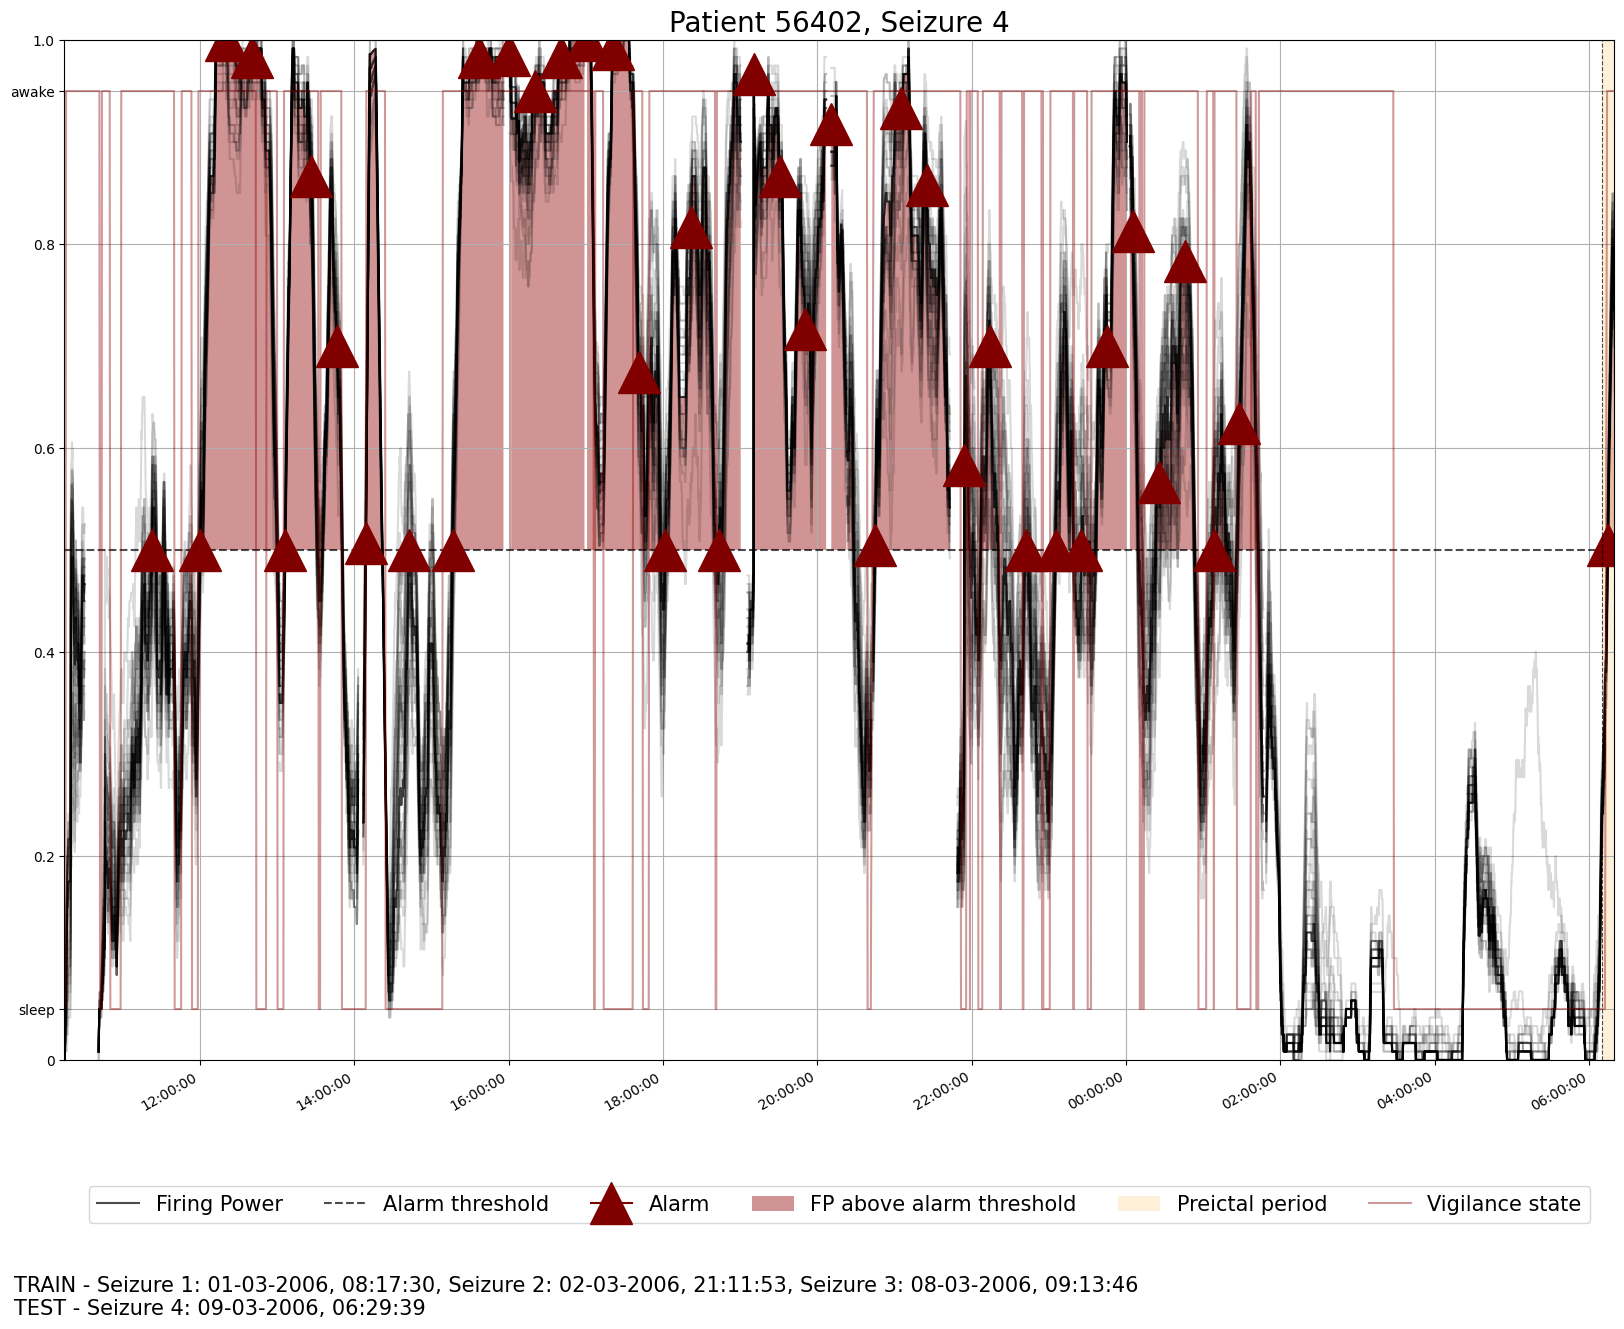 Patient 56402, Seizure 4
1.0
awake
0.8
0.6
0.4
0.2
sleep
0
12:00:00 14:00:00 16:00:00 18:00:00 20:00:00 22:00:00 00:00:00 02:00:00 04:00:00 06:00:00
Firing Power Alarm threshold Alarm FP above alarm threshold Preictal period Vigilance state
TRAIN - Seizure 1: 01-03-2006, 08:17:30, Seizure 2: 02-03-2006, 21:11:53, Seizure 3: 08-03-2006, 09:13:46
TEST - Seizure 4: 09-03-2006, 06:29:39